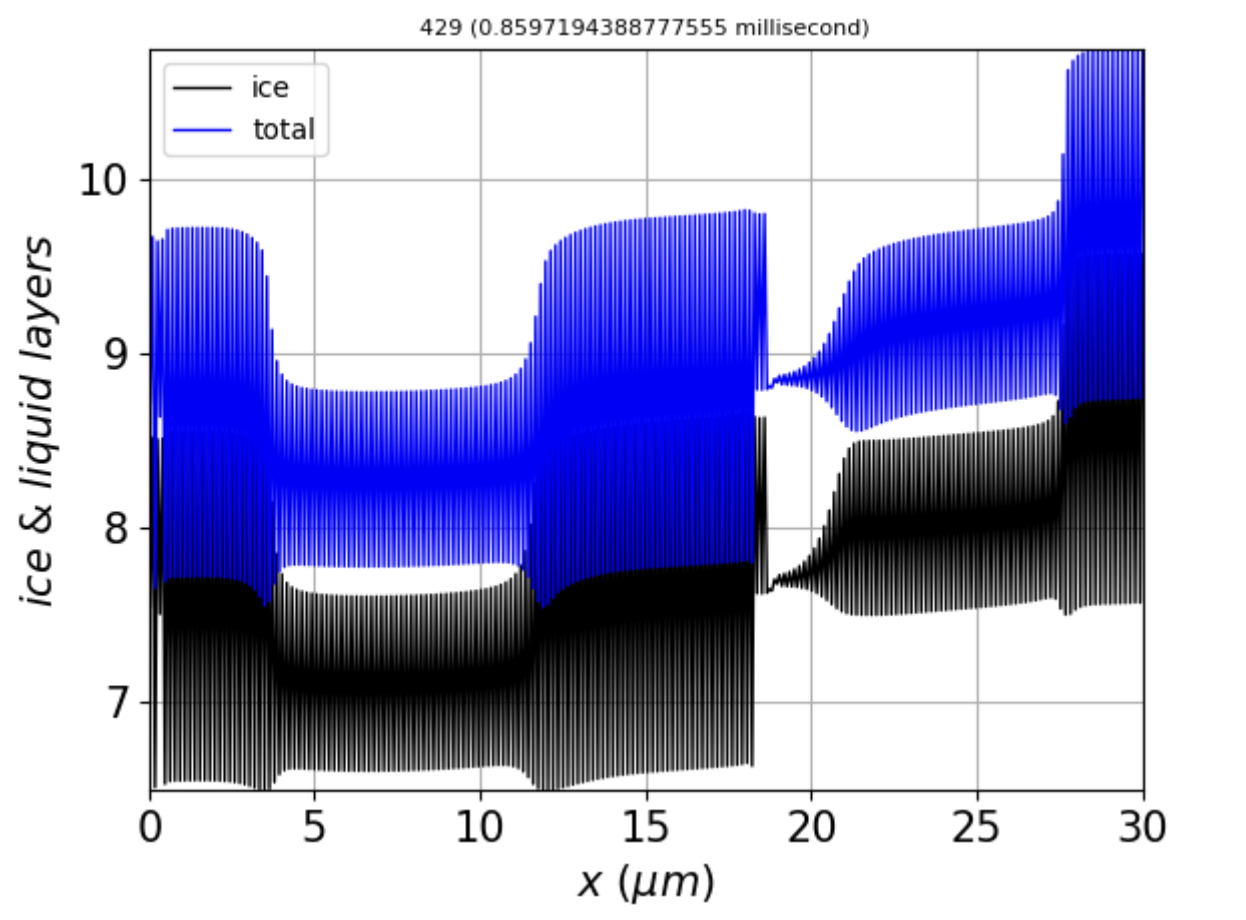 429 (0.8597194388777555 millisecond)
ice
total
10
9
8
7
ice & liquid layers
0 5 10 15 20 25 30
x (μm)